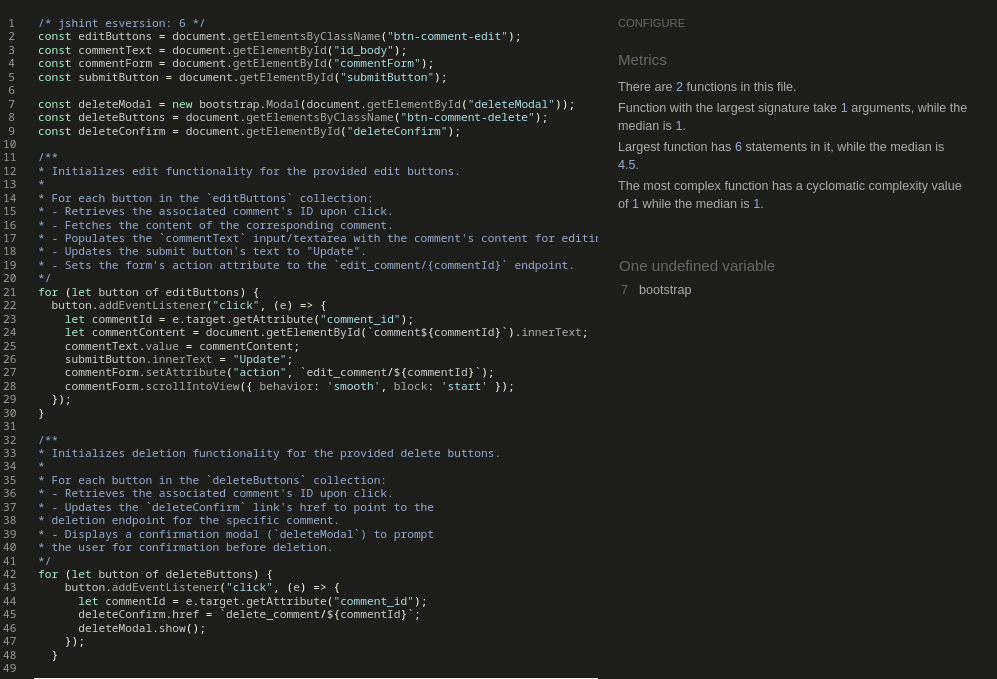 1 /* jshint esversion: 6 */
2 const editButtons = document.getElementsByClassName("btn-comment-edit");
3 const commentText = document.getElementById("id_body");
4 const commentForm = document.getElementById("commentForm");
5 const submitButton = document.getElementById("submitButton");
6
7 const deleteModal = new bootstrap.Modal(document.getElementById("deleteModal"));
8 const deleteButtons = document.getElementsByClassName("btn-comment-delete");
9 const deleteConfirm = document.getElementById("deleteConfirm");
10
11 /**
12 * Initializes edit functionality for the provided edit buttons.
13 *
14 * For each button in the `editButtons` collection:
15 * - Retrieves the associated comment's ID upon click.
16 * - Fetches the content of the corresponding comment.
17 * - Populates the `commentText` input/textarea with the comment's content for editin
18 * - Updates the submit button's text to "Update".
19 * - Sets the form's action attribute to the `edit_comment/{commentId}` endpoint.
20 */
21 for (let button of editButtons) {
22   button.addEventListener("click", (e) => {
23     let commentId = e.target.getAttribute("comment_id");
24     let commentContent = document.getElementById(`comment${commentId}`).innerText;
25     commentText.value = commentContent;
26     submitButton.innerText = "Update";
27     commentForm.setAttribute("action", `edit_comment/${commentId}`);
28     commentForm.scrollIntoView({ behavior: 'smooth', block: 'start' });
29   });
30 }
31
32 /**
33 * Initializes deletion functionality for the provided delete buttons.
34 *
35 * For each button in the `deleteButtons` collection:
36 * - Retrieves the associated comment's ID upon click.
37 * - Updates the `deleteConfirm` link's href to point to the
38 * deletion endpoint for the specific comment.
39 * - Displays a confirmation modal (`deleteModal`) to prompt
40 * the user for confirmation before deletion.
41 */
42 for (let button of deleteButtons) {
43     button.addEventListener("click", (e) => {
44       let commentId = e.target.getAttribute("comment_id");
45       deleteConfirm.href = `delete_comment/${commentId}`;
46       deleteModal.show();
47     });
48   }
49
CONFIGURE
Metrics
There are 2 functions in this file.
Function with the largest signature take 1 arguments, while the
median is 1.
Largest function has 6 statements in it, while the median is
4.5.
The most complex function has a cyclomatic complexity value
of 1 while the median is 1.
One undefined variable
7 bootstrap